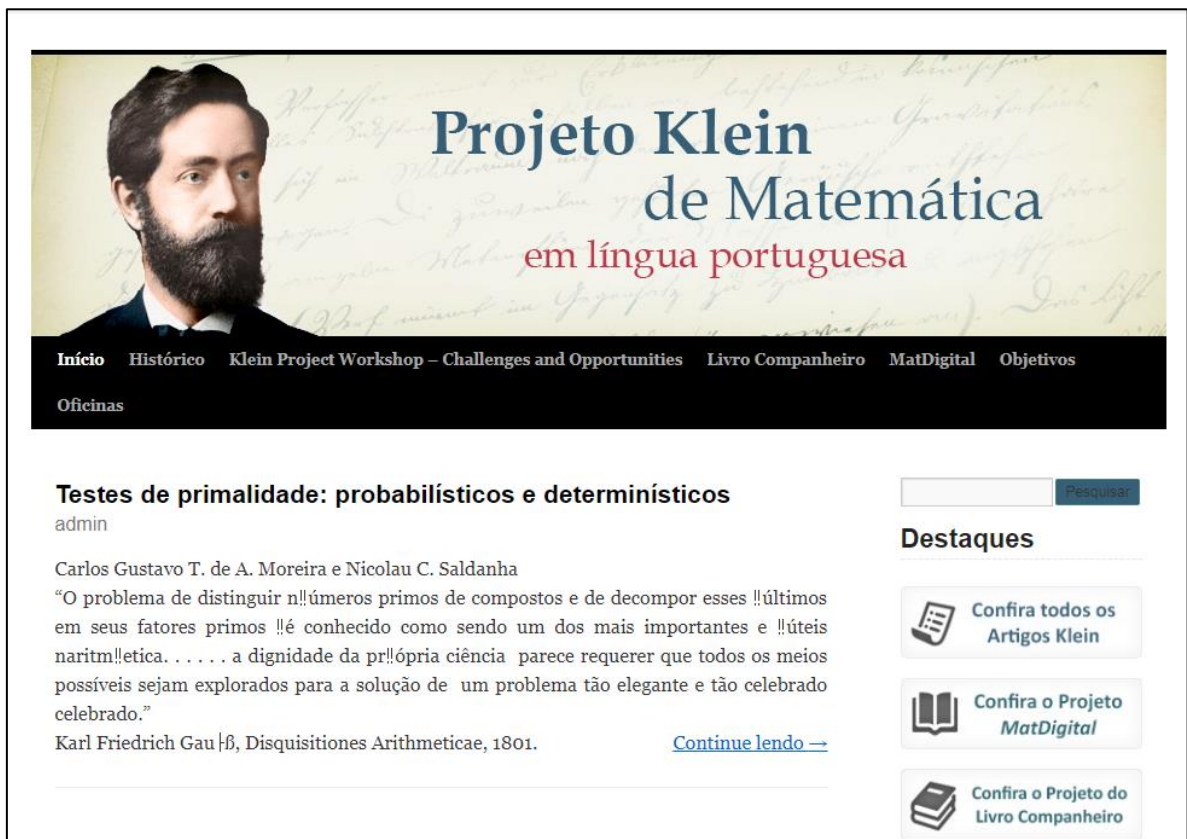 Projeto Klein
de Matemática
em língua portuguesa
Início Histórico Klein Project Workshop – Challenges and Opportunities Livro Companheiro MatDigital Objetivos
Oficinas
Testes de primalidade: probabilísticos e determinísticos
admin
Carlos Gustavo T. de A. Moreira e Nicolau C. Saldanha
“O problema de distinguir n‼úmeros primos de compostos e de decompor esses ‼últimos
em seus fatores primos ‼é conhecido como sendo um dos mais importantes e ‼úteis
naritm‼etica. . . . . . a dignidade da pr‼ópria ciência parece requerer que todos os meios
possíveis sejam explorados para a solução de um problema tão elegante e tão celebrado
celebrado.”
Karl Friedrich Gau├ß, Disquisitiones Arithmeticae, 1801. Continue lendo →
Pesquisar
Destaques
Confira todos os
Artigos Klein
Confira o Projeto
MatDigital
Confira o Projeto do
Livro Companheiro